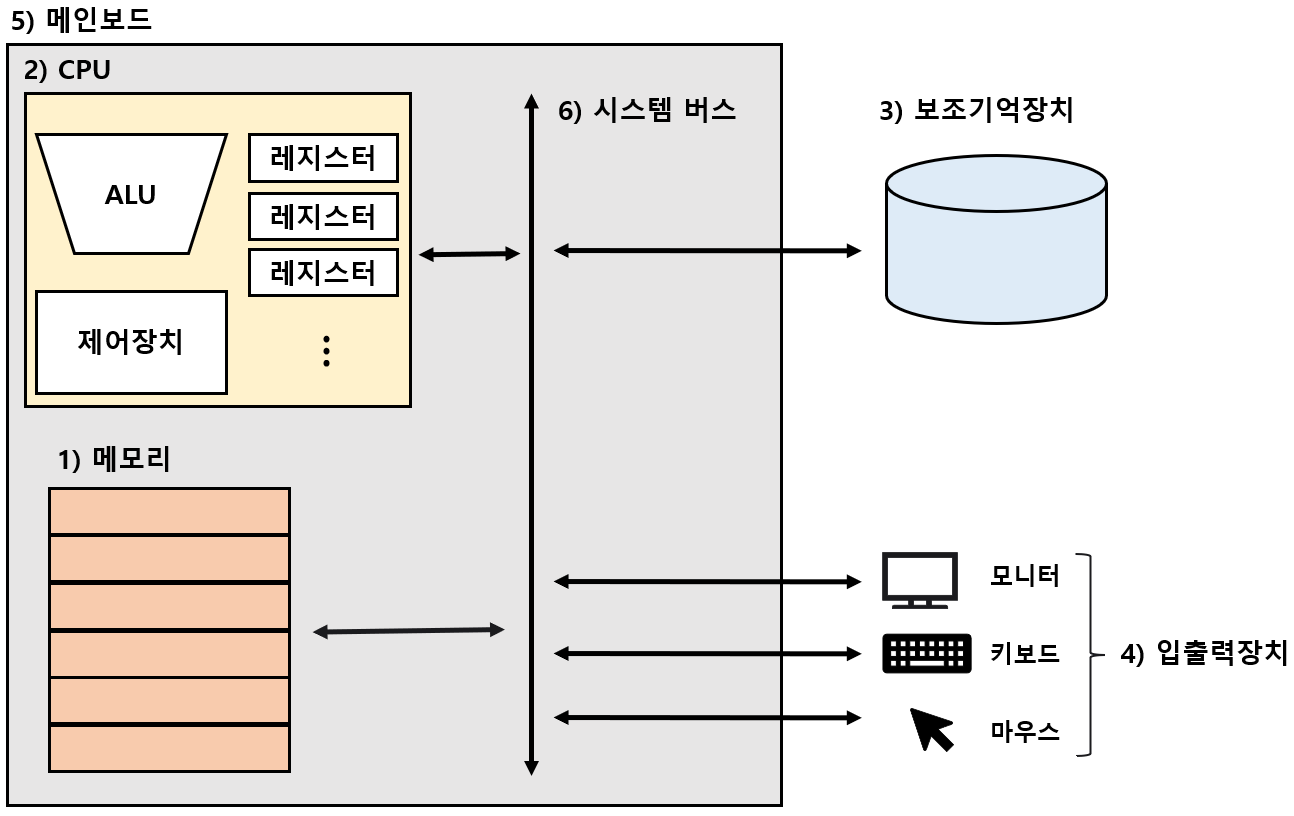 5) 메인보드
2) CPU
ALU
레지스터
레지스터
레지스터
제어장치
6) 시스템 버스
3) 보조기억장치
1) 메모리
모니터
키보드
마우스
4) 입출력장치